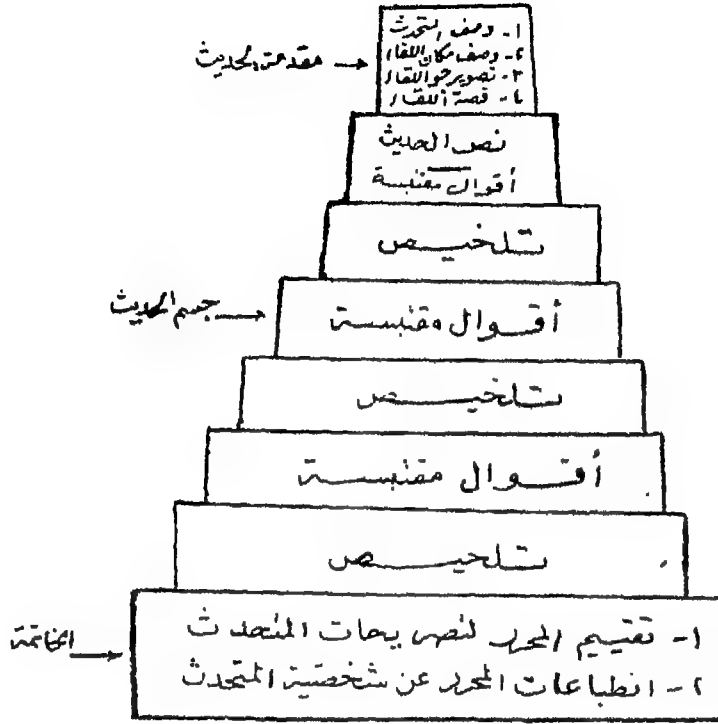 ١- وصف المتحدث
٢- وصف مكان اللقاء
٣- تصوير جو اللقاء
٤- قصة اللقاء
مقدمة الحديث
نص الحديث
أقوال مقتبسة
تلخيص
أقوال مقتبسة
جسم الحديث
تلخيص
أقوال مقتبسة
تلخيص
١- تقييم المحرر لتصريحات المتحدث
٢- انطباعات المحرر عن شخصية المتحدث
الخاتمة